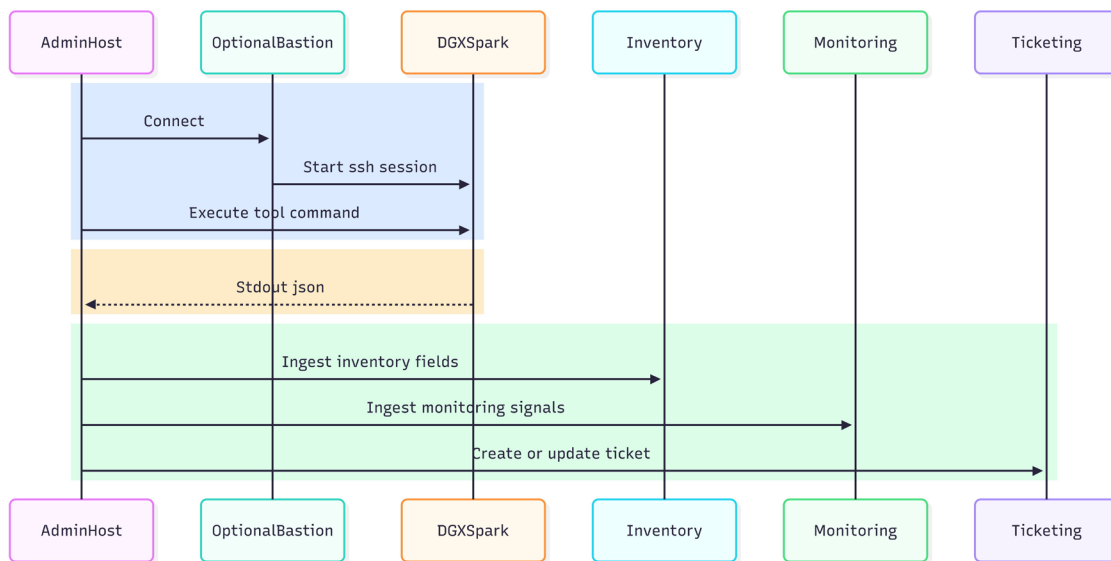 AdminHost
OptionalBastion
DGXSpark
Inventory
Monitoring
Ticketing
Connect
Start ssh session
Execute tool command
Stdout json
Ingest inventory fields
Ingest monitoring signals
Create or update ticket
AdminHost
OptionalBastion
DGXSpark
Inventory
Monitoring
Ticketing